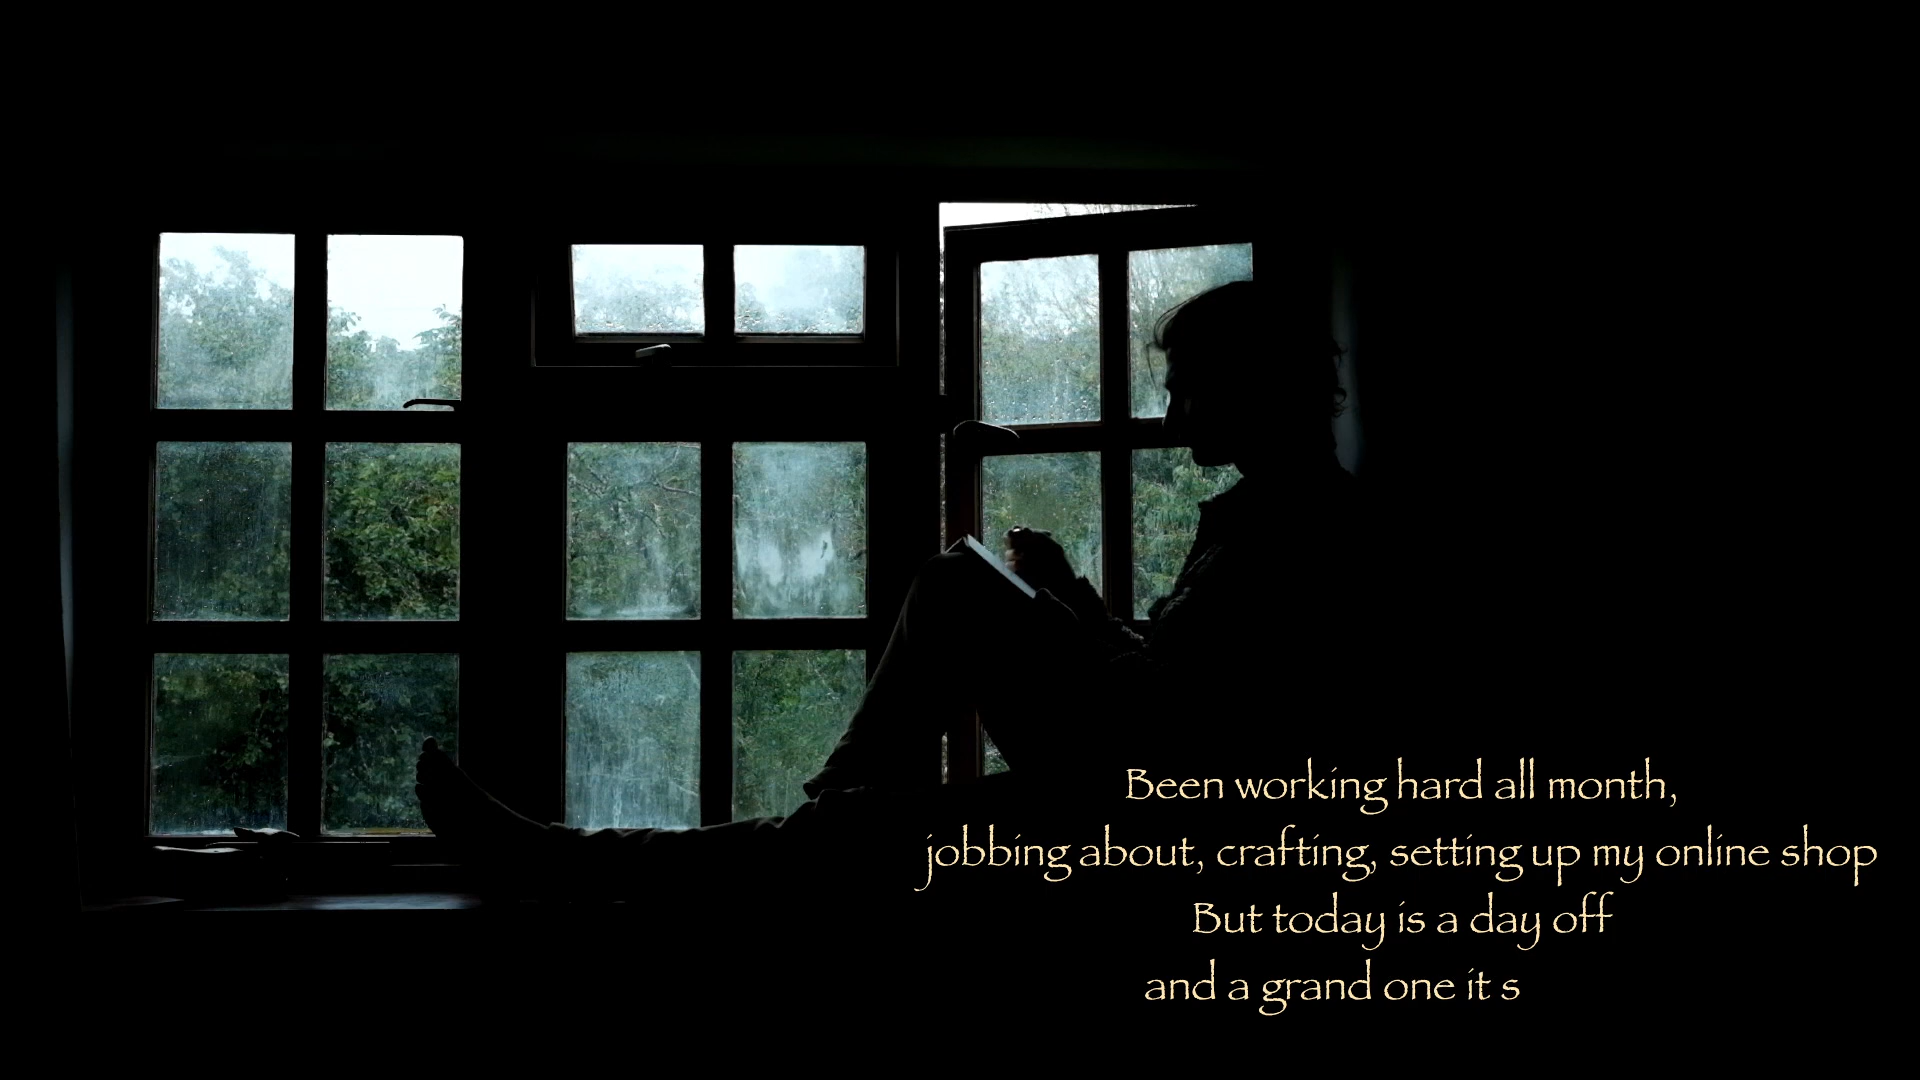 Been working hard all month,
jobbing about, crafting, setting up my online shop
But today is a day off
and a grand one it s